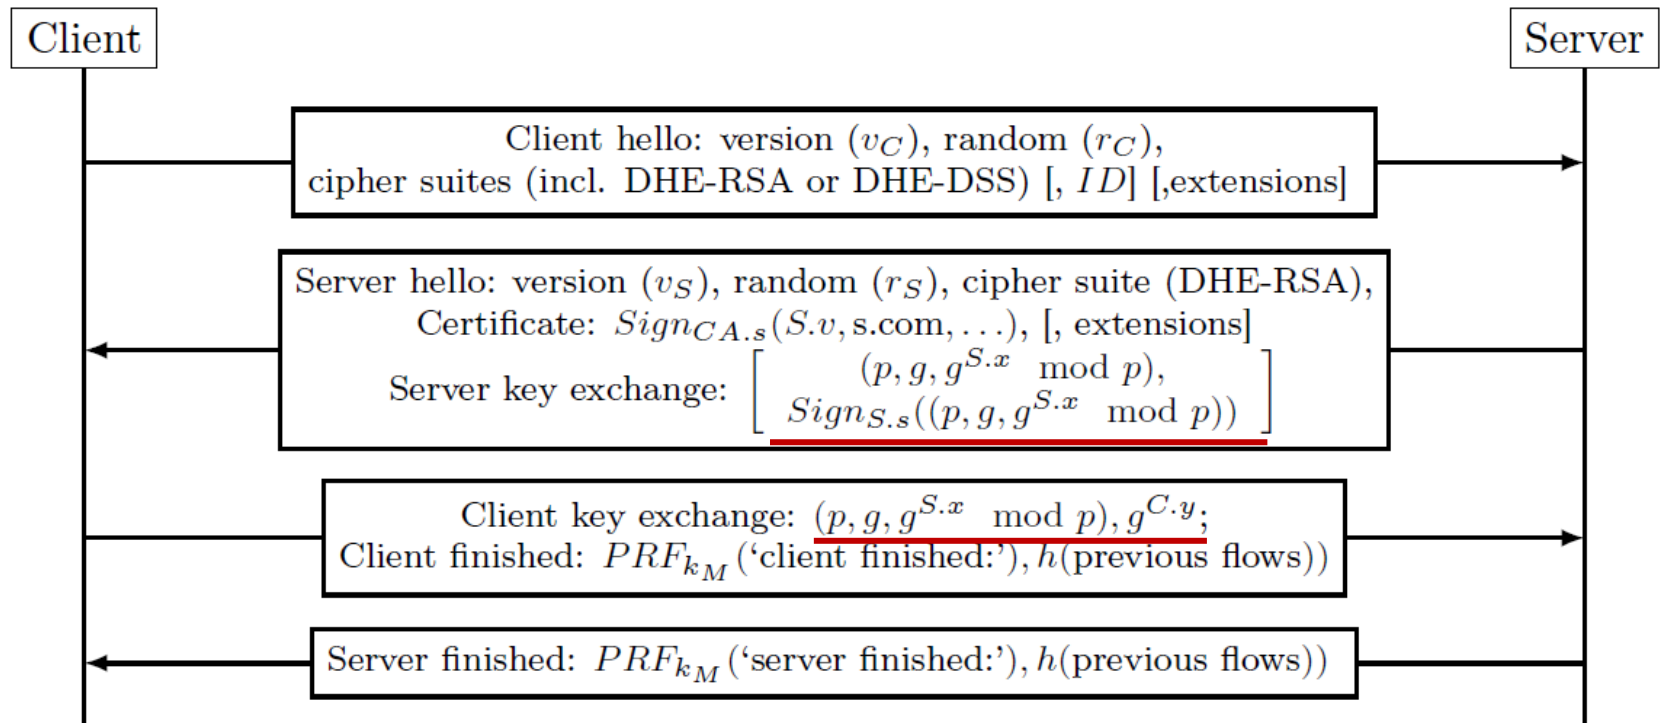 Client
Server
Client hello: version (v_C), random (r_C),
cipher suites (incl. DHE-RSA or DHE-DSS) [, ID] [,extensions]
Server hello: version (v_S), random (r_S), cipher suite (DHE-RSA),
Certificate: Sign_{CA.s}(S.v, s.com, . . .), [, extensions]
Server key exchange: [ (p, g, g^{S.x} mod p),
Sign_{S.s}((p, g, g^{S.x} mod p)) ]
Client key exchange: (p, g, g^{S.x} mod p), g^{C.y};
Client finished: PRF_{k_M}(‘client finished:’), h(previous flows))
Server finished: PRF_{k_M}(‘server finished:’), h(previous flows))